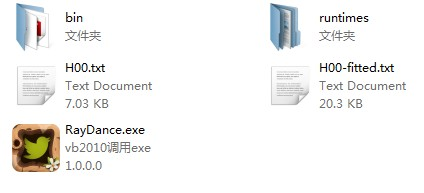 bin
文件夹
runtimes
文件夹
H00.txt
Text Document
7.03 KB
H00-fitted.txt
Text Document
20.3 KB
RayDance.exe
vb2010调用exe
1.0.0.0